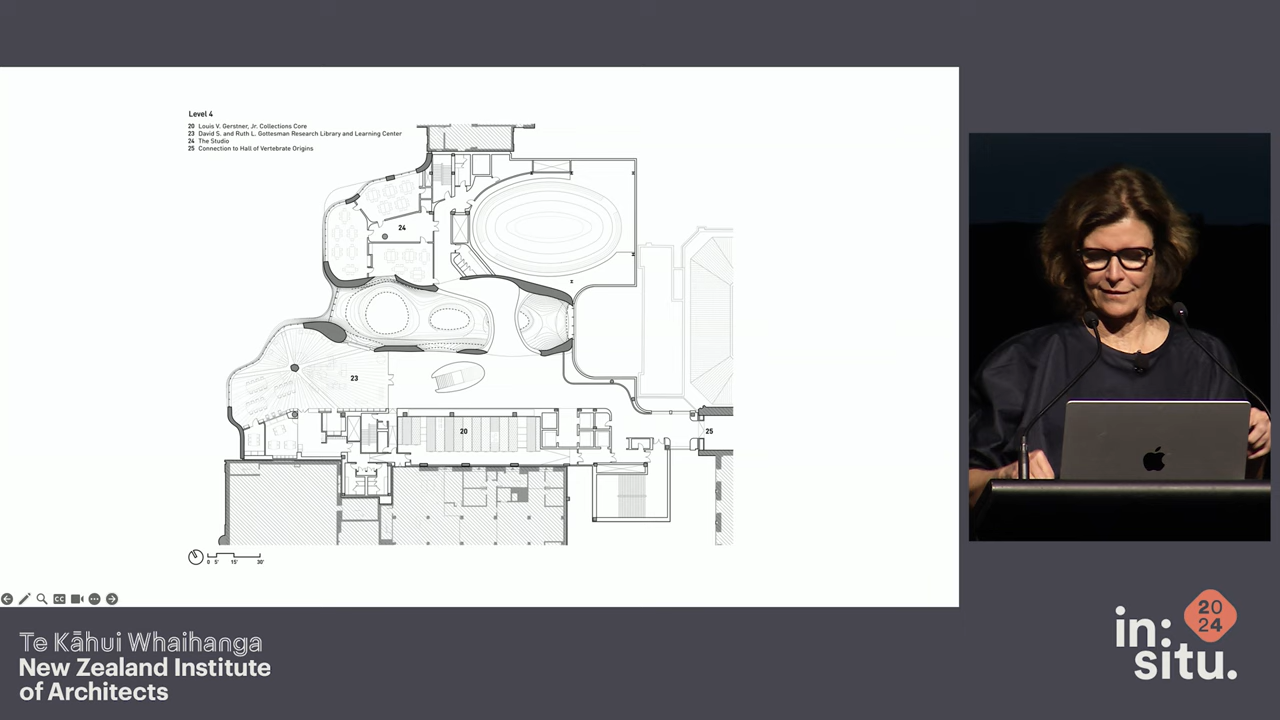 Level 4
20 Louis V. Gerstner, Jr. Collections Core
23 David S. and Ruth L. Gottesman Research Library and Learning Center
24 The Studio
25 Connection to Hall of Vertebrate Origins
24
23
20
25
0 5' 15' 30'
CC
Te Kāhui Whaihanga
New Zealand Institute
of Architects
in:
situ.
20
24